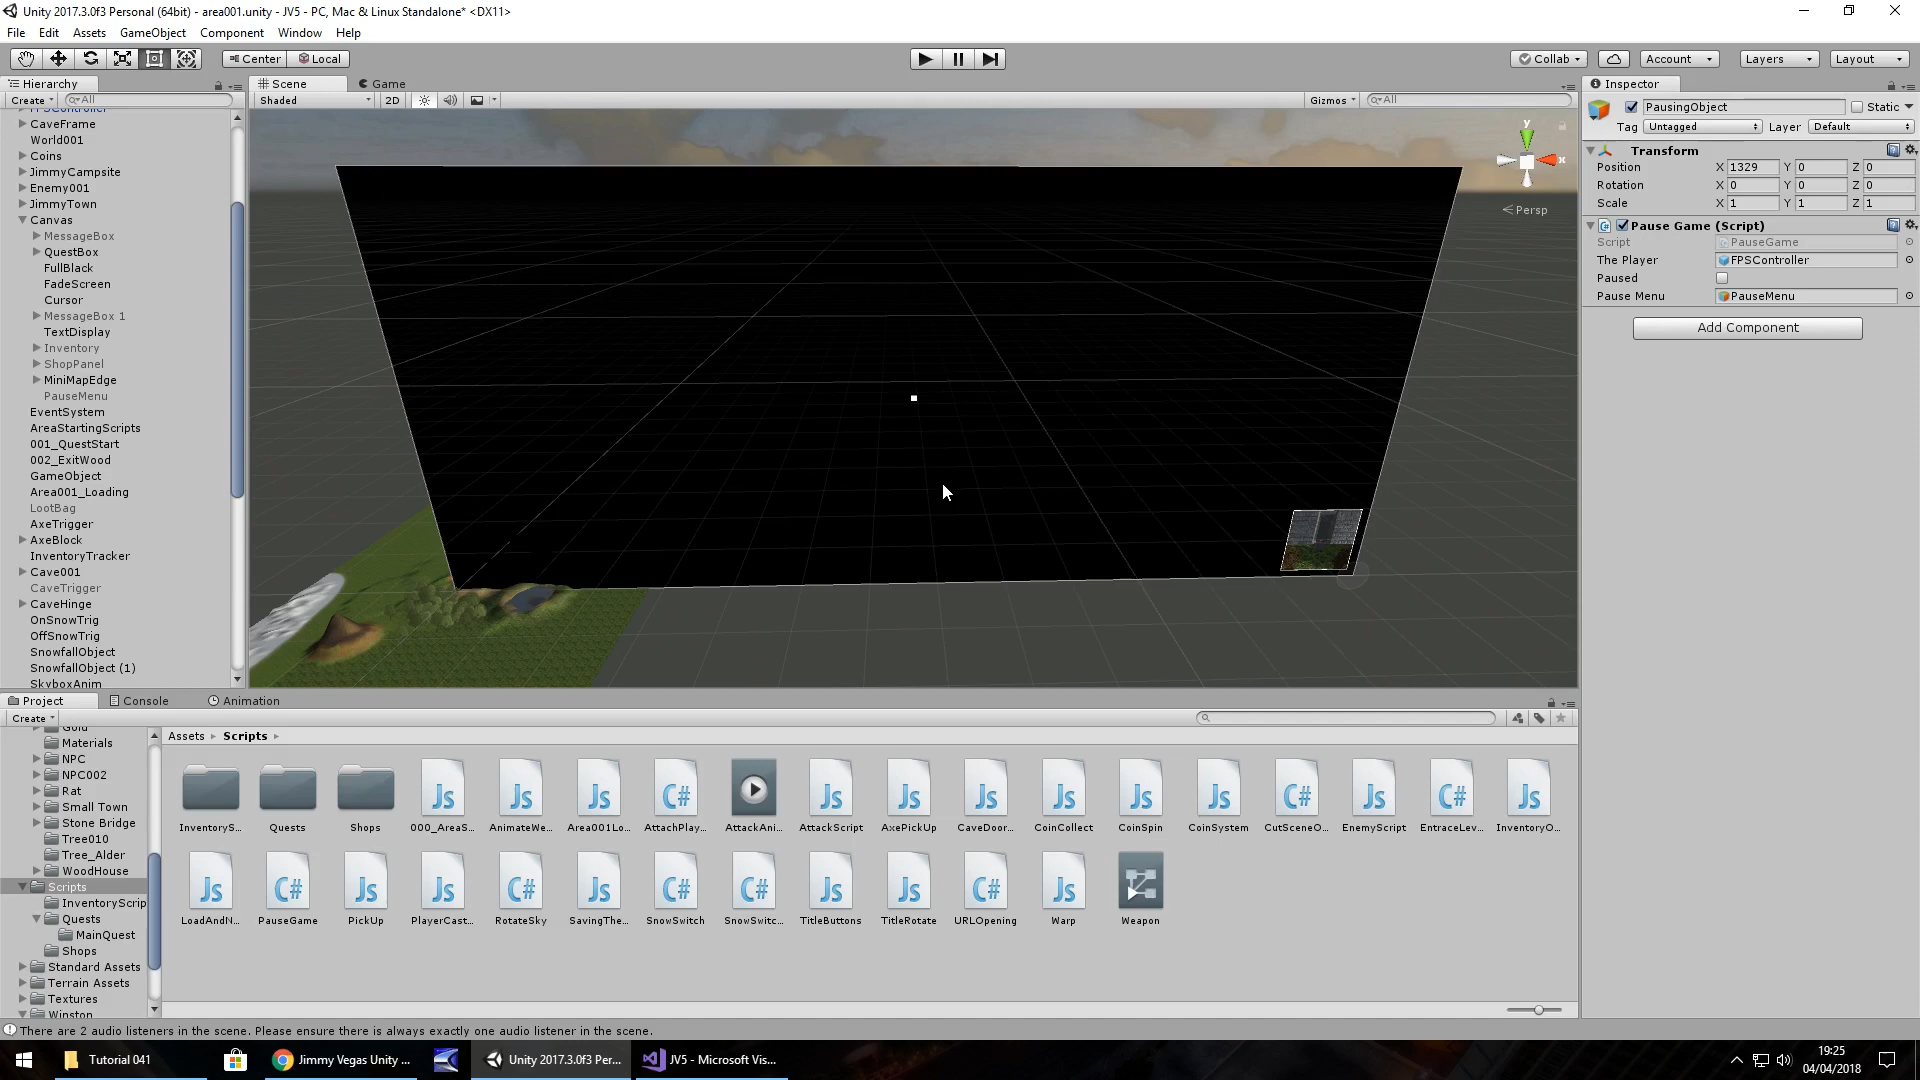 Unity 2017.3.0f3 Personal (64bit) - area001.unity - JV5 - PC, Mac & Linux Standalone* <DX11>
File Edit Assets GameObject Component Window Help
Center Local Collab Account Layers Layout
Hierarchy
Create All
CaveFrame
World001
Coins
JimmyCampsite
Enemy001
JimmyTown
Canvas
MessageBox
QuestBox
FullBlack
FadeScreen
Cursor
MessageBox 1
TextDisplay
Inventory
ShopPanel
MiniMapEdge
PauseMenu
EventSystem
AreaStartingScripts
001_QuestStart
002_ExitWood
GameObject
Area001_Loading
LootBag
AxeTrigger
AxeBlock
InventoryTracker
Cave001
CaveTrigger
CaveHinge
OnSnowTrig
OffSnowTrig
SnowfallObject
SnowfallObject (1)
SkyboxAnim
Scene Game
Shaded 2D Gizmos All
y
x
Persp
Inspector
PausingObject Static
Tag Untagged Layer Default
Transform
Position X 1329 Y 0 Z 0
Rotation X 0 Y 0 Z 0
Scale X 1 Y 1 Z 1
Pause Game (Script)
Script PauseGame
The Player FPSController
Paused
Pause Menu PauseMenu
Add Component
Project Console Animation
Create
Gold
Materials
NPC
NPC002
Rat
Small Town
Stone Bridge
Tree010
Tree_Alder
WoodHouse
Scripts
InventoryScrip
Quests
MainQuest
Shops
Standard Assets
Terrain Assets
Textures
Winston
Assets Scripts
InventoryS... Quests Shops 000_AreaS... AnimateWe... Area001Lo... AttachPlay... AttackAni... AttackScript AxePickUp CaveDoor... CoinCollect CoinSpin CoinSystem CutSceneO... EnemyScript EntraceLev... InventoryO...
LoadAndN... PauseGame PickUp PlayerCast... RotateSky SavingThe... SnowSwitch SnowSwitc... TitleButtons TitleRotate URLOpening Warp Weapon
There are 2 audio listeners in the scene. Please ensure there is always exactly one audio listener in the scene.
Tutorial 041 Jimmy Vegas Unity ... Unity 2017.3.0f3 Per... JV5 - Microsoft Vis...
19:25
04/04/2018